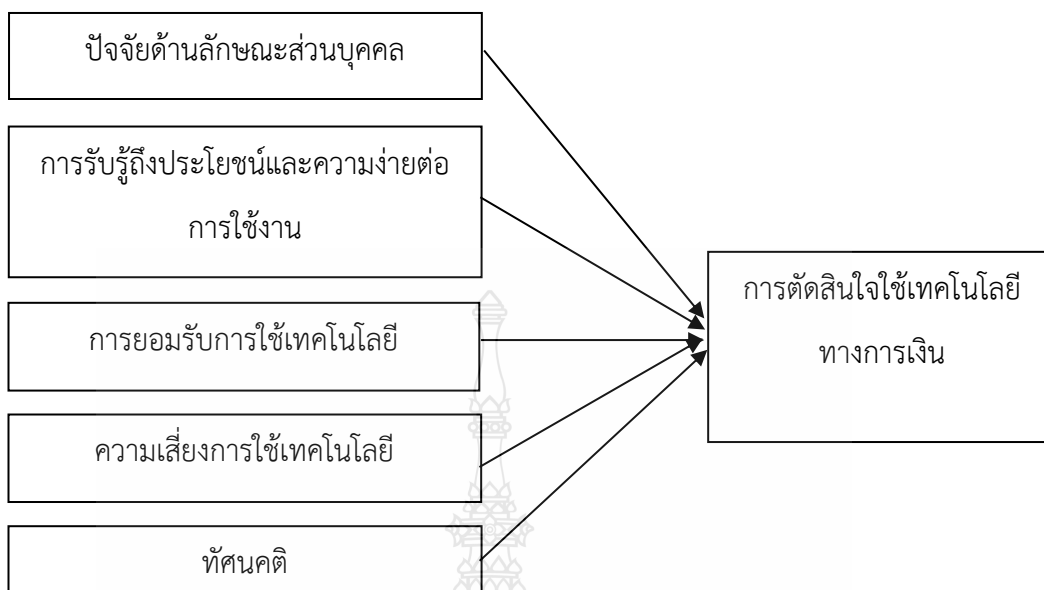 ปัจจัยด้านลักษณะส่วนบุคคล
การรับรู้ถึงประโยชน์และความง่ายต่อ
การใช้งาน
การยอมรับการใช้เทคโนโลยี
ความเสี่ยงการใช้เทคโนโลยี
ทัศนคติ
การตัดสินใจใช้เทคโนโลยี
ทางการเงิน